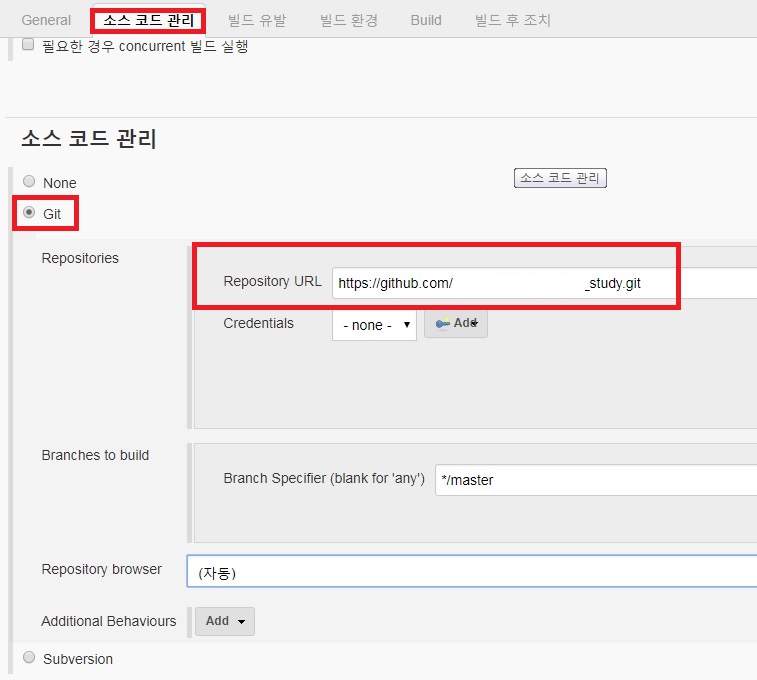 General 소스 코드 관리 빌드 유발 빌드 환경 Build 빌드 후 조치
필요한 경우 concurrent 빌드 실행
소스 코드 관리
None
소스 코드 관리
Git
Repositories
Repository URL https://github.com/ _study.git
Credentials - none - Add
Branches to build
Branch Specifier (blank for 'any') */master
Repository browser (자동)
Additional Behaviours Add
Subversion